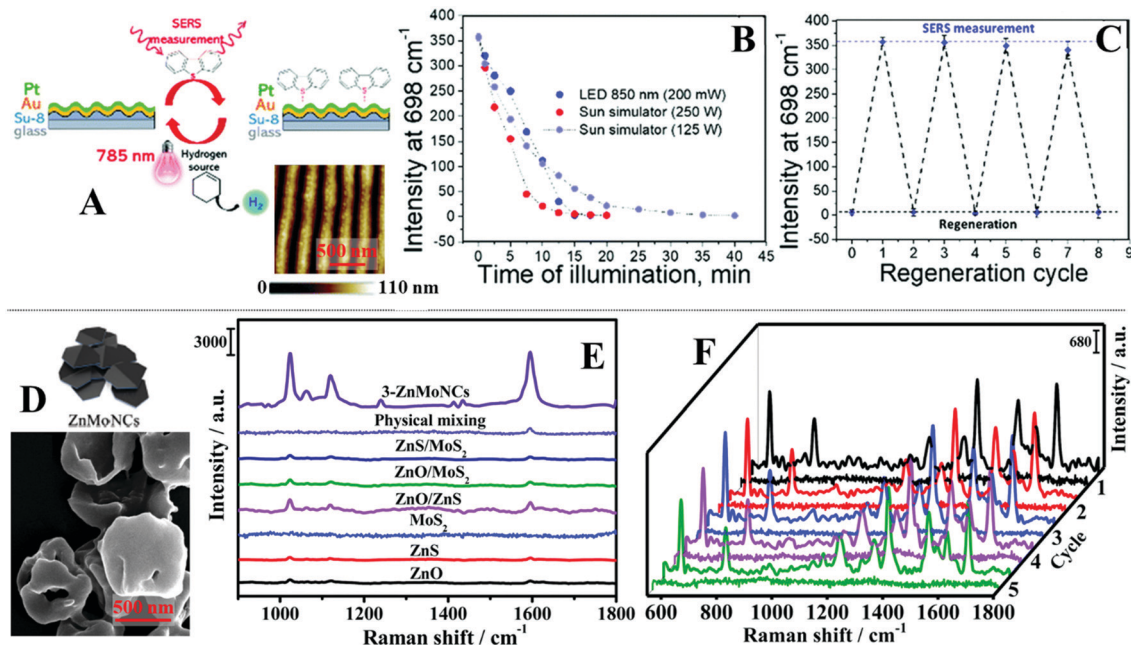 SERS
measurement
Pt
Au
Su-8
glass
Pt
Au
Su-8
glass
785 nm
Hydrogen
source
H2
A
500 nm
0
110 nm
B
Intensity at 698 cm-1
400
350
300
250
200
150
100
50
0
-50
LED 850 nm (200 mW)
Sun simulator (250 W)
Sun simulator (125 W)
0 5 10 15 20 25 30 35 40 45
Time of illumination, min
C
Intensity at 698 cm-1
400
350
300
250
200
150
100
50
0
-50
SERS measurement
Regeneration
0 1 2 3 4 5 6 7 8 9
Regeneration cycle
D
ZnMoNCs
500 nm
E
3000
Intensity / a.u.
3-ZnMoNCs
Physical mixing
ZnS/MoS2
ZnO/MoS2
ZnO/ZnS
MoS2
ZnS
ZnO
1000 1200 1400 1600 1800
Raman shift / cm-1
F
680
Intensity / a.u.
1
2
3
4
5
Cycle
600 800 1000 1200 1400 1600 1800
Raman shift / cm-1